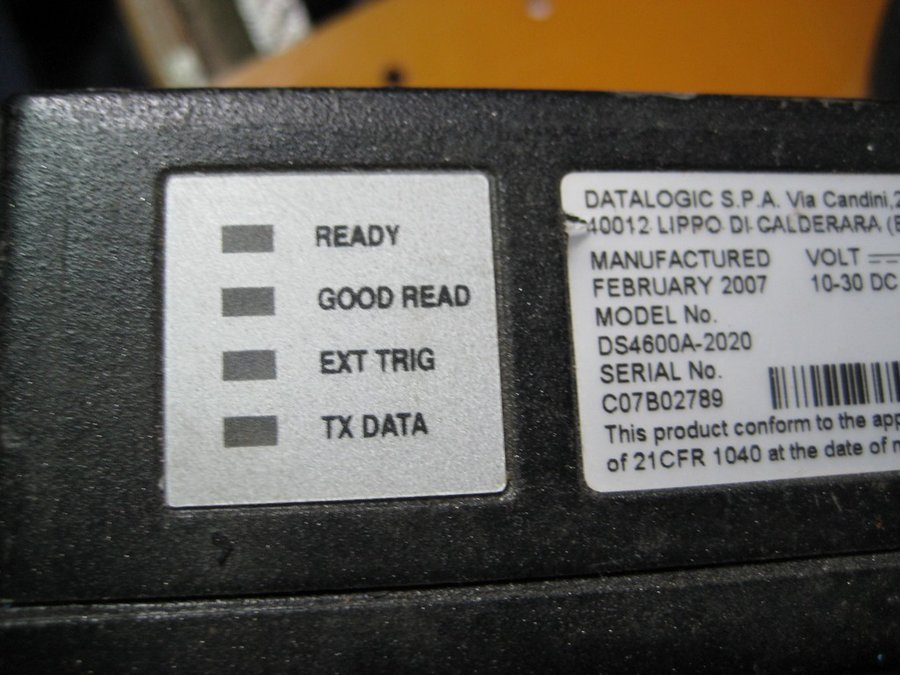 READY
GOOD READ
EXT TRIG
TX DATA
DATALOGIC S.P.A. Via Candini,2
40012 LIPPO DI CALDERARA (
MANUFACTURED VOLT
FEBRUARY 2007 10-30 DC
MODEL No.
DS4600A-2020
SERIAL No.
C07B02789
This product conform to the app
of 21CFR 1040 at the date of